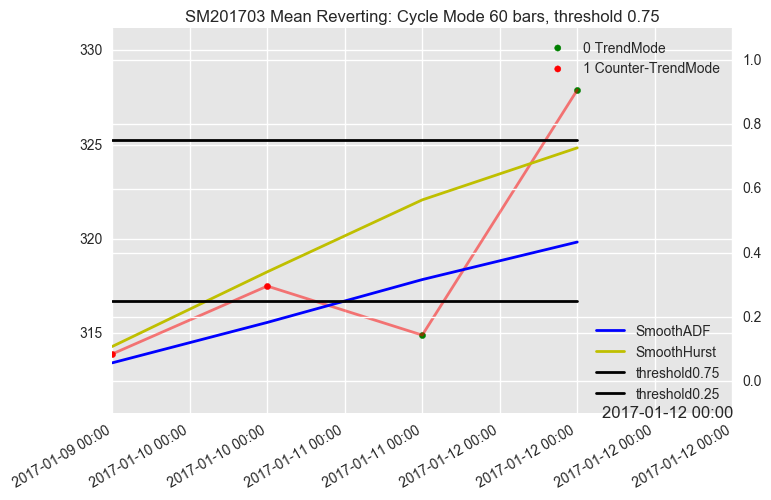 SM201703 Mean Reverting: Cycle Mode 60 bars, threshold 0.75
330
325
320
315
1.0
0.8
0.6
0.4
0.2
0.0
0 TrendMode
1 Counter-TrendMode
SmoothADF
SmoothHurst
threshold0.75
threshold0.25
2017-01-12 00:00
2017-01-09 00:00
2017-01-10 00:00
2017-01-10 00:00
2017-01-11 00:00
2017-01-11 00:00
2017-01-12 00:00
2017-01-12 00:00
2017-01-12 00:00
2017-01-12 00:00